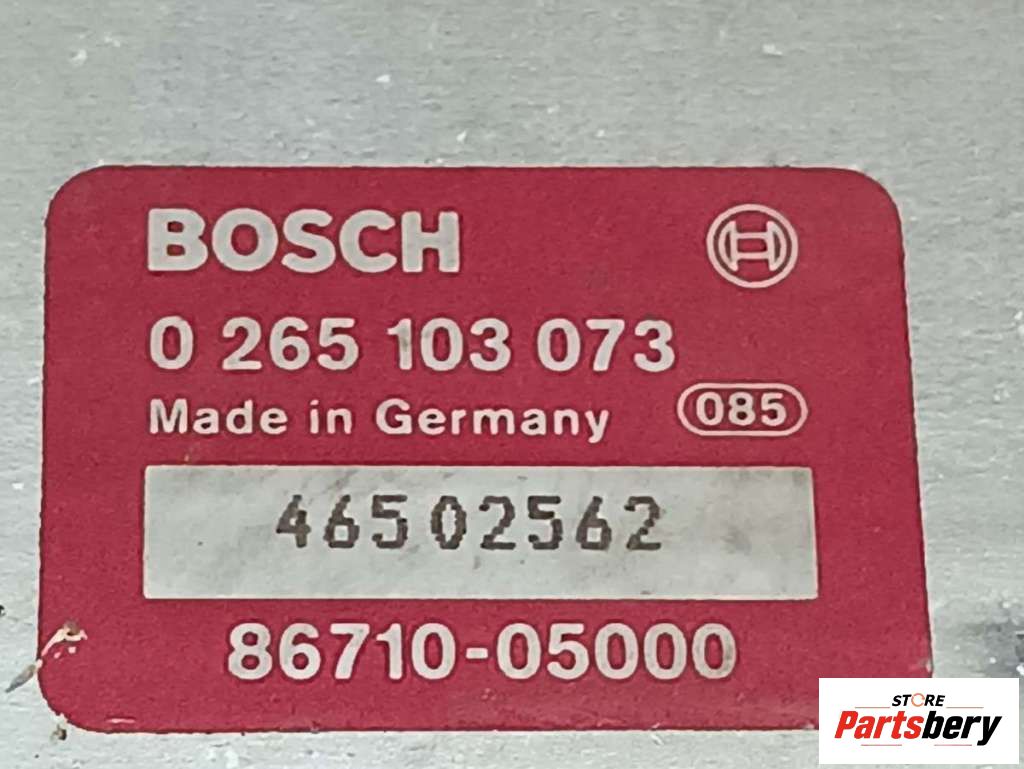 BOSCH
0 265 103 073
Made in Germany 085
46502562
86710-05000
STORE
Partsbery